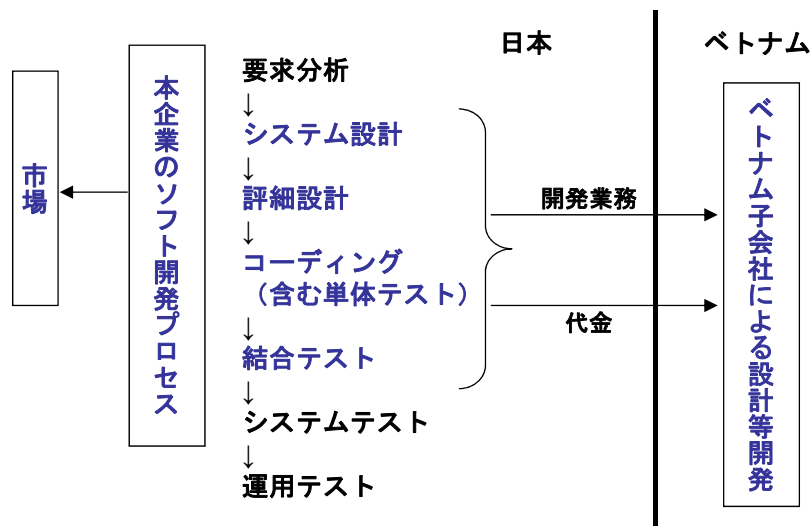 日本
ベトナム
市場
本企業のソフト開発プロセス
要求分析
↓
システム設計
↓
評細設計
↓
コーディング
（含む単体テスト）
↓
結合テスト
↓
システムテスト
↓
運用テスト
開発業務
代金
ベトナム子会社による設計等開発